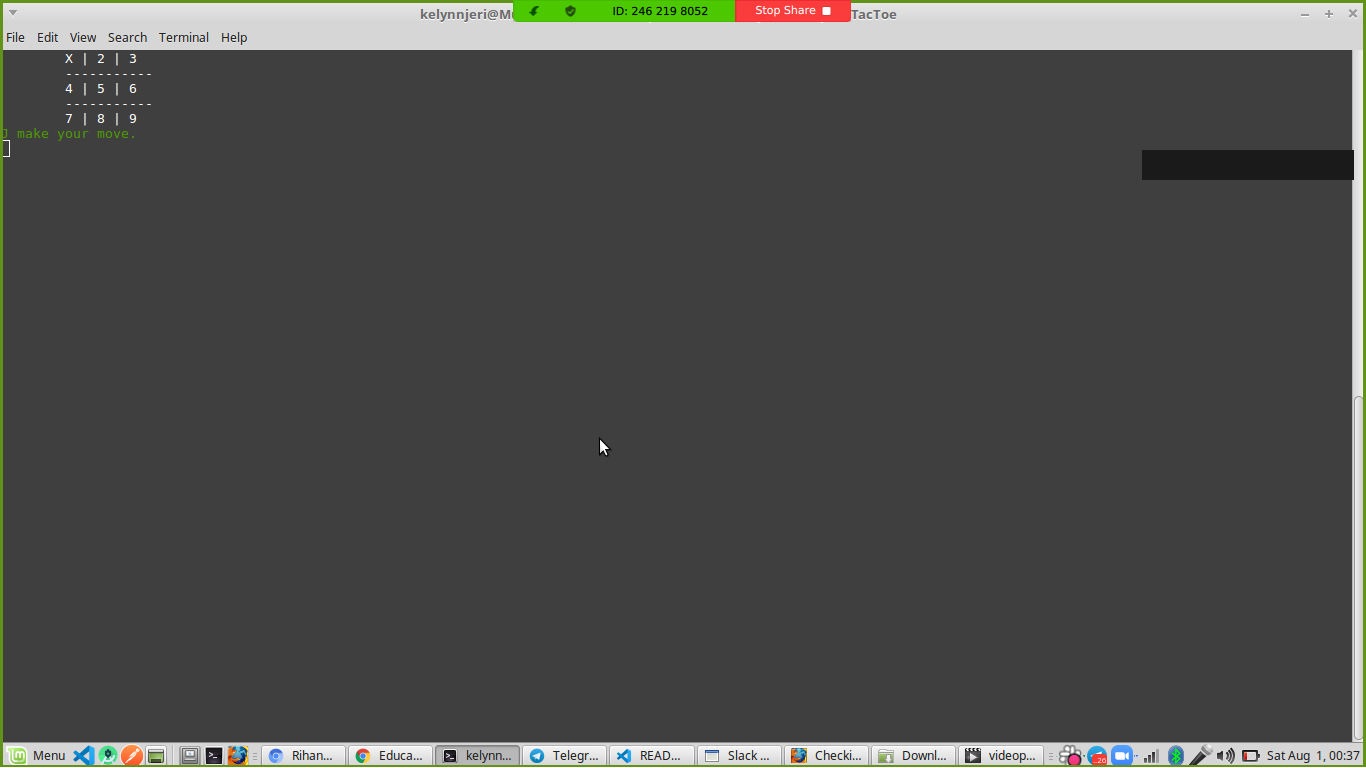 kelynnjeri@Mu
ID: 246 219 8052
Stop Share
TacToe
File Edit View Search Terminal Help
X | 2 | 3
-----------
4 | 5 | 6
-----------
7 | 8 | 9
J make your move.
Menu
Rihan...
Educa...
kelynn...
Telegr...
READ...
Slack ...
Checki...
Downl...
videop...
Sat Aug 1, 00:37